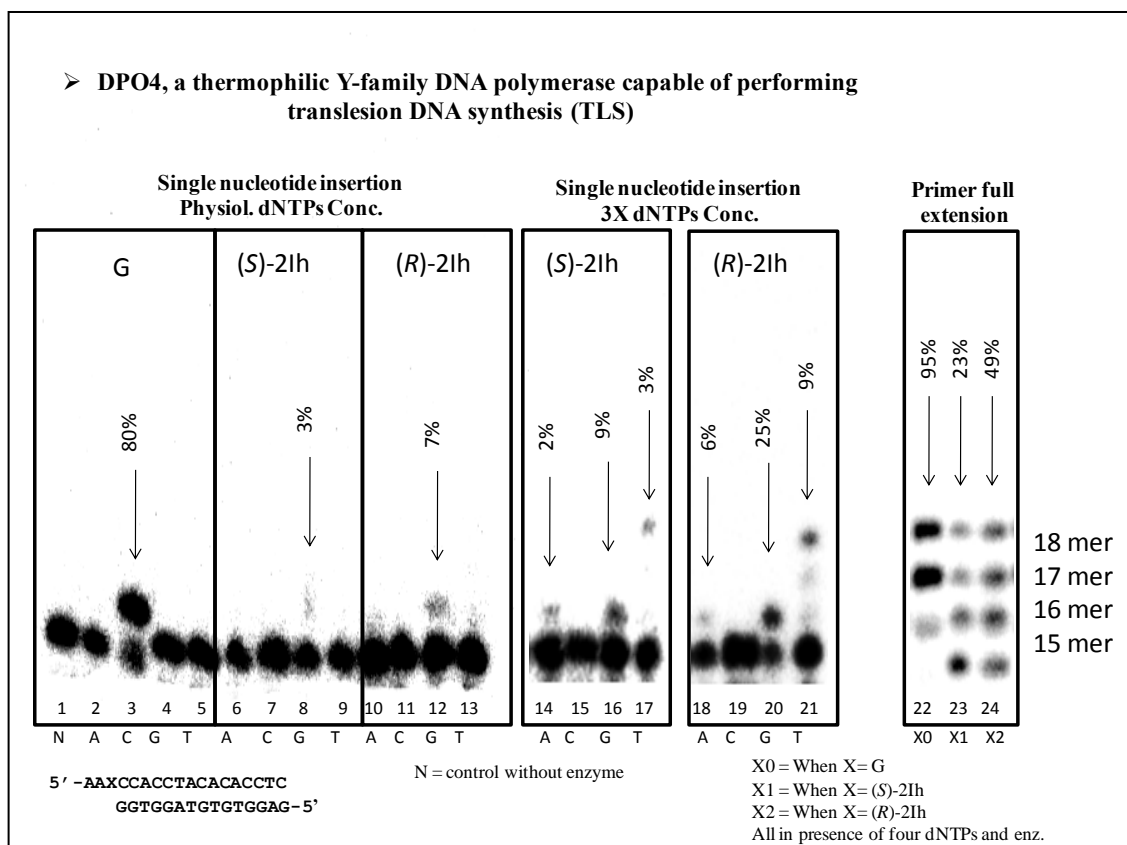 ➢ DPO4, a thermophilic Y-family DNA polymerase capable of performing
translesion DNA synthesis (TLS)
Single nucleotide insertion
Physiol. dNTPs Conc.
Single nucleotide insertion
3X dNTPs Conc.
Primer full
extension
G
(S)-2Ih
(R)-2Ih
(S)-2Ih
(R)-2Ih
80%
3%
7%
2%
9%
3%
6%
25%
9%
95%
23%
49%
18 mer
17 mer
16 mer
15 mer
1 2 3 4 5 6 7 8 9 10 11 12 13 14 15 16 17 18 19 20 21 22 23 24
N A C G T A C G T A C G T A C G T A C G T X0 X1 X2
5'-AAXCCACCTACACACCTC
GGTGGATGTGTGGAG-5'
N = control without enzyme
X0 = When X= G
X1 = When X= (S)-2Ih
X2 = When X= (R)-2Ih
All in presence of four dNTPs and enz.